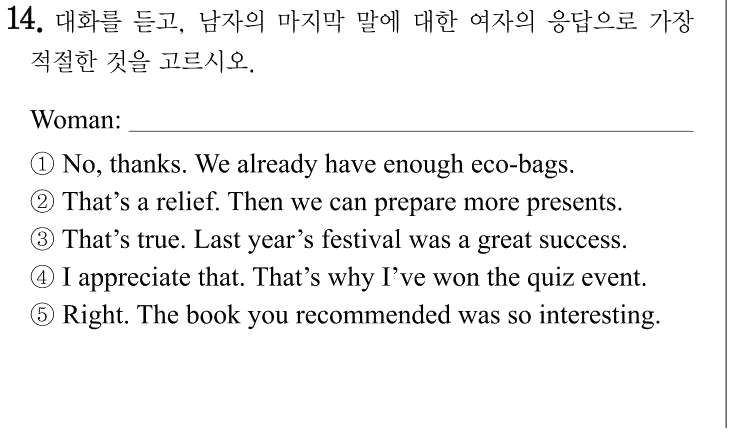 14. 대화를 듣고, 남자의 마지막 말에 대한 여자의 응답으로 가장
적절한 것을 고르시오.
Woman:
① No, thanks. We already have enough eco-bags.
② That's a relief. Then we can prepare more presents.
③ That's true. Last year's festival was a great success.
④ I appreciate that. That's why I've won the quiz event.
⑤ Right. The book you recommended was so interesting.